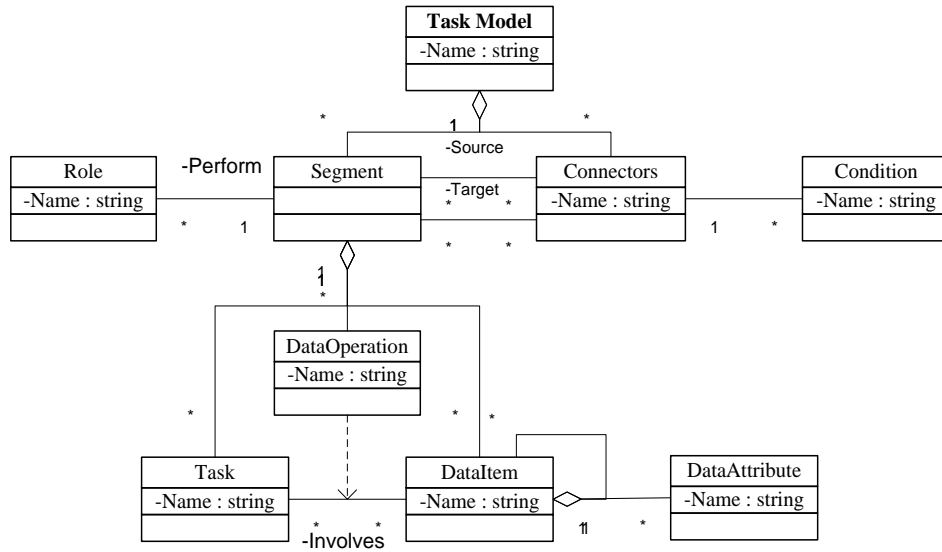 Task Model
-Name : string
*
1
*
-Source
-Perform
Role
-Name : string
Segment
Connectors
-Name : string
Condition
-Name : string
-Target
*
*
*
1
*
*
1
*
1
1
*
DataOperation
-Name : string
*
*
*
Task
-Name : string
DataItem
-Name : string
DataAttribute
-Name : string
*
*
1
1
*
-Involves